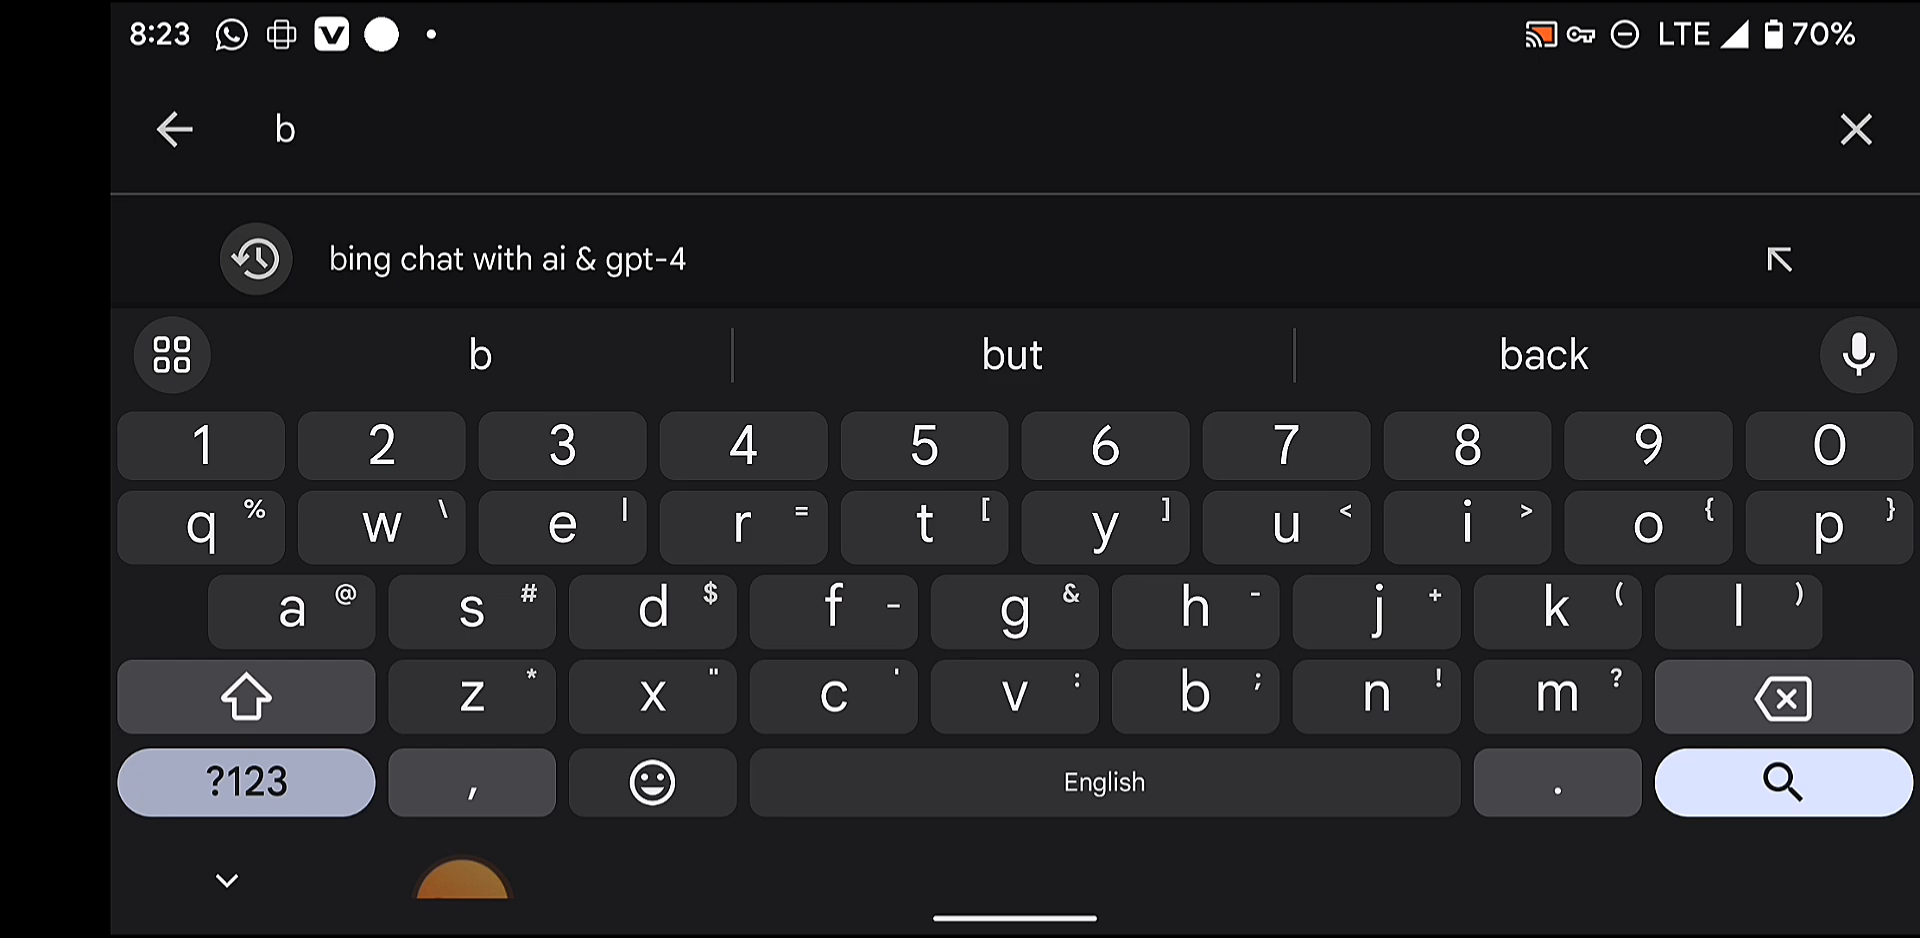 8:23 V LTE 70%
b
bing chat with ai & gpt-4
b but back
1 2 3 4 5 6 7 8 9 0
q % w \ e | r = t [ y ] u < i > o { p }
a @ s # d $ f - g & h - j + k ( l )
z * x " c ' v : b ; n ! m ?
?123 , English .